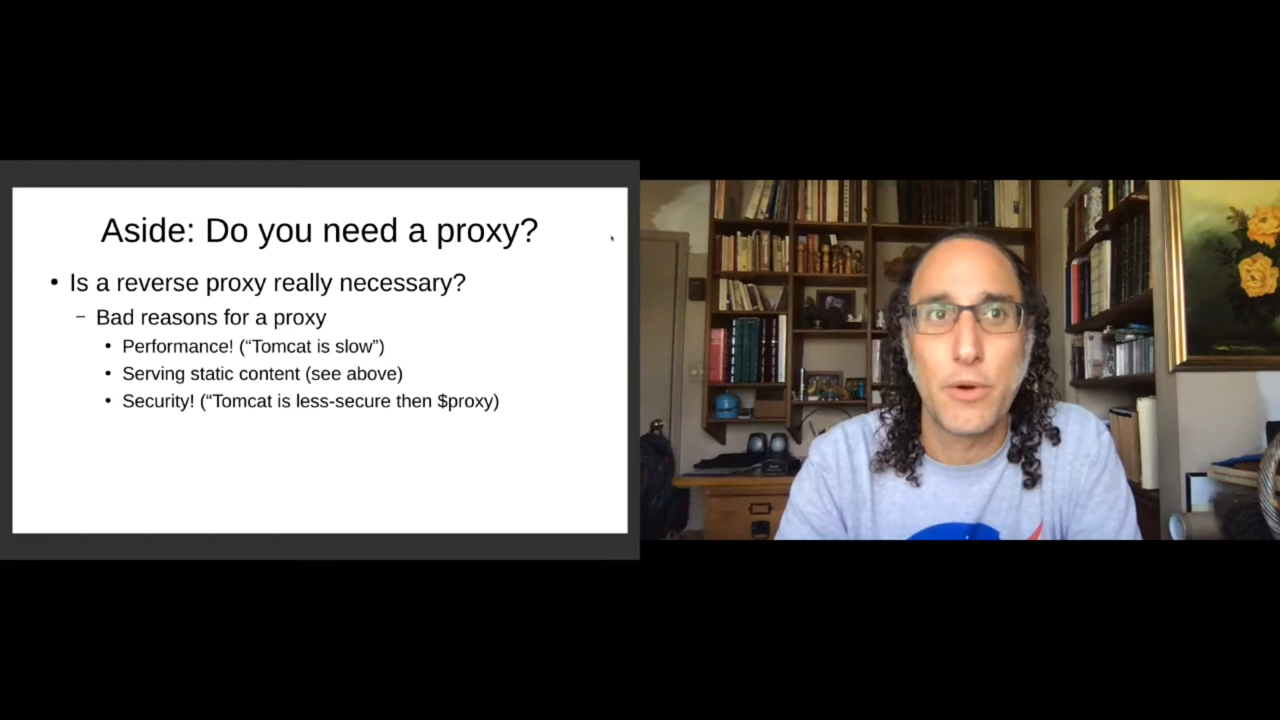 Aside: Do you need a proxy?
• Is a reverse proxy really necessary?
– Bad reasons for a proxy
• Performance! (“Tomcat is slow”)
• Serving static content (see above)
• Security! (“Tomcat is less-secure then $proxy)